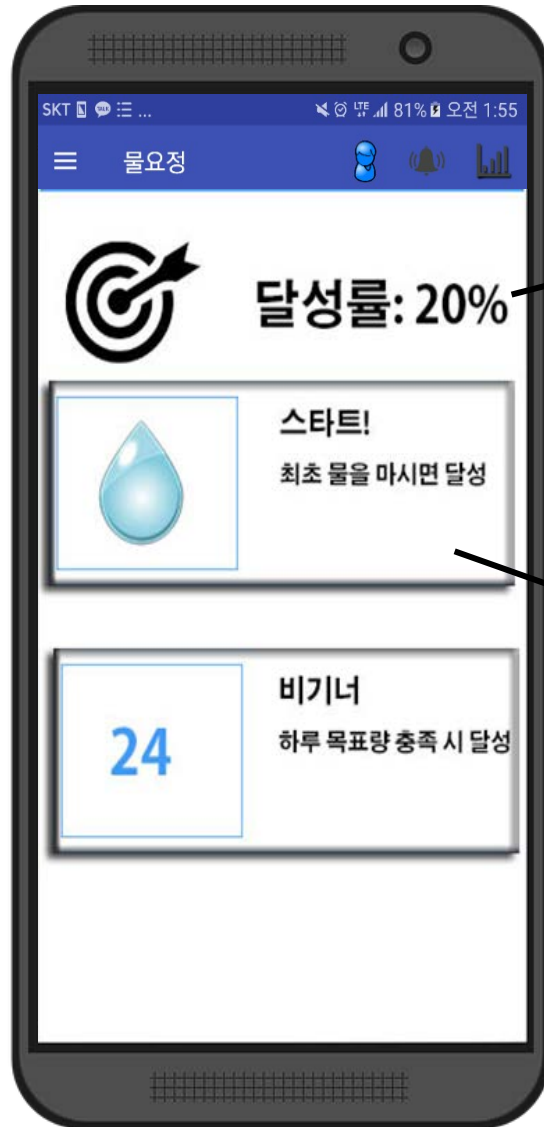 SKT TALK ... LTE 81% 오전 1:55
물요정
달성률: 20%
스타트!
최초 물을 마시면 달성
24
비기너
하루 목표량 충족 시 달성